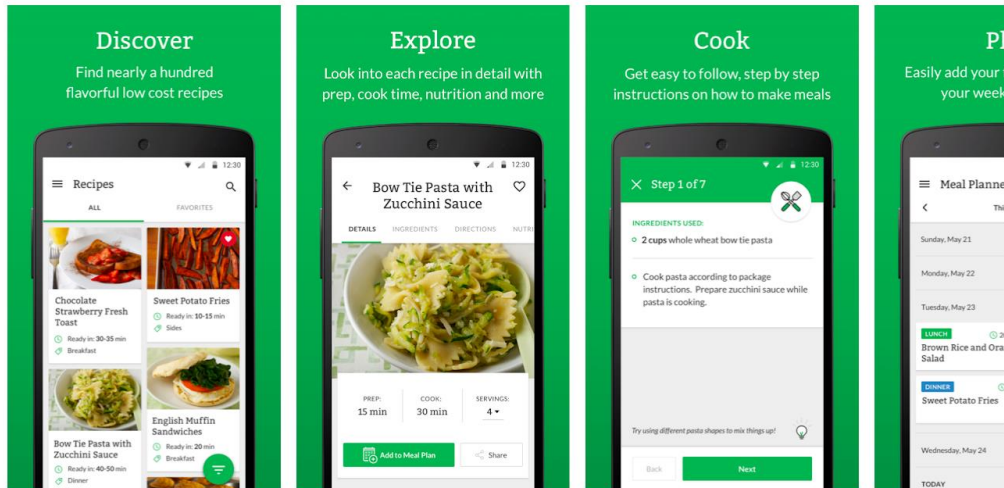 Discover
Find nearly a hundred
flavorful low cost recipes
12:30
Recipes
ALL
FAVORITES
Chocolate
Strawberry Fresh
Toast
Ready in: 30-35 min
Breakfast
Sweet Potato Fries
Ready in: 10-15 min
Sides
Bow Tie Pasta with
Zucchini Sauce
Ready in: 40-50 min
Dinner
English Muffin
Sandwiches
Ready in: 20 min
Breakfast
Explore
Look into each recipe in detail with
prep, cook time, nutrition and more
12:30
Bow Tie Pasta with
Zucchini Sauce
DETAILS
INGREDIENTS
DIRECTIONS
NUTRI
PREP:
15 min
COOK:
30 min
SERVINGS:
4
Add to Meal Plan
Share
Cook
Get easy to follow, step by step
instructions on how to make meals
12:30
Step 1 of 7
INGREDIENTS USED:
2 cups whole wheat bow tie pasta
Cook pasta according to package
instructions. Prepare zucchini sauce while
pasta is cooking.
Try using different pasta shapes to mix things up!
Back
Next
Pl
Easily add your
your week
Meal Planne
Thi
Sunday, May 21
Monday, May 22
Tuesday, May 23
LUNCH
Brown Rice and Ora
Salad
DINNER
Sweet Potato Fries
Wednesday, May 24
TODAY